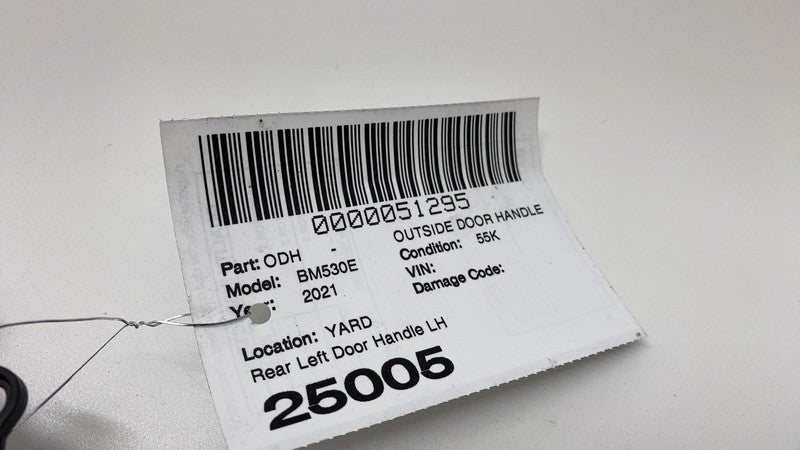 0000051295
Part: ODH - OUTSIDE DOOR HANDLE
Model: BM530E Condition: 55K
Year: 2021 VIN:
Damage Code:
Location: YARD
Rear Left Door Handle LH
25005